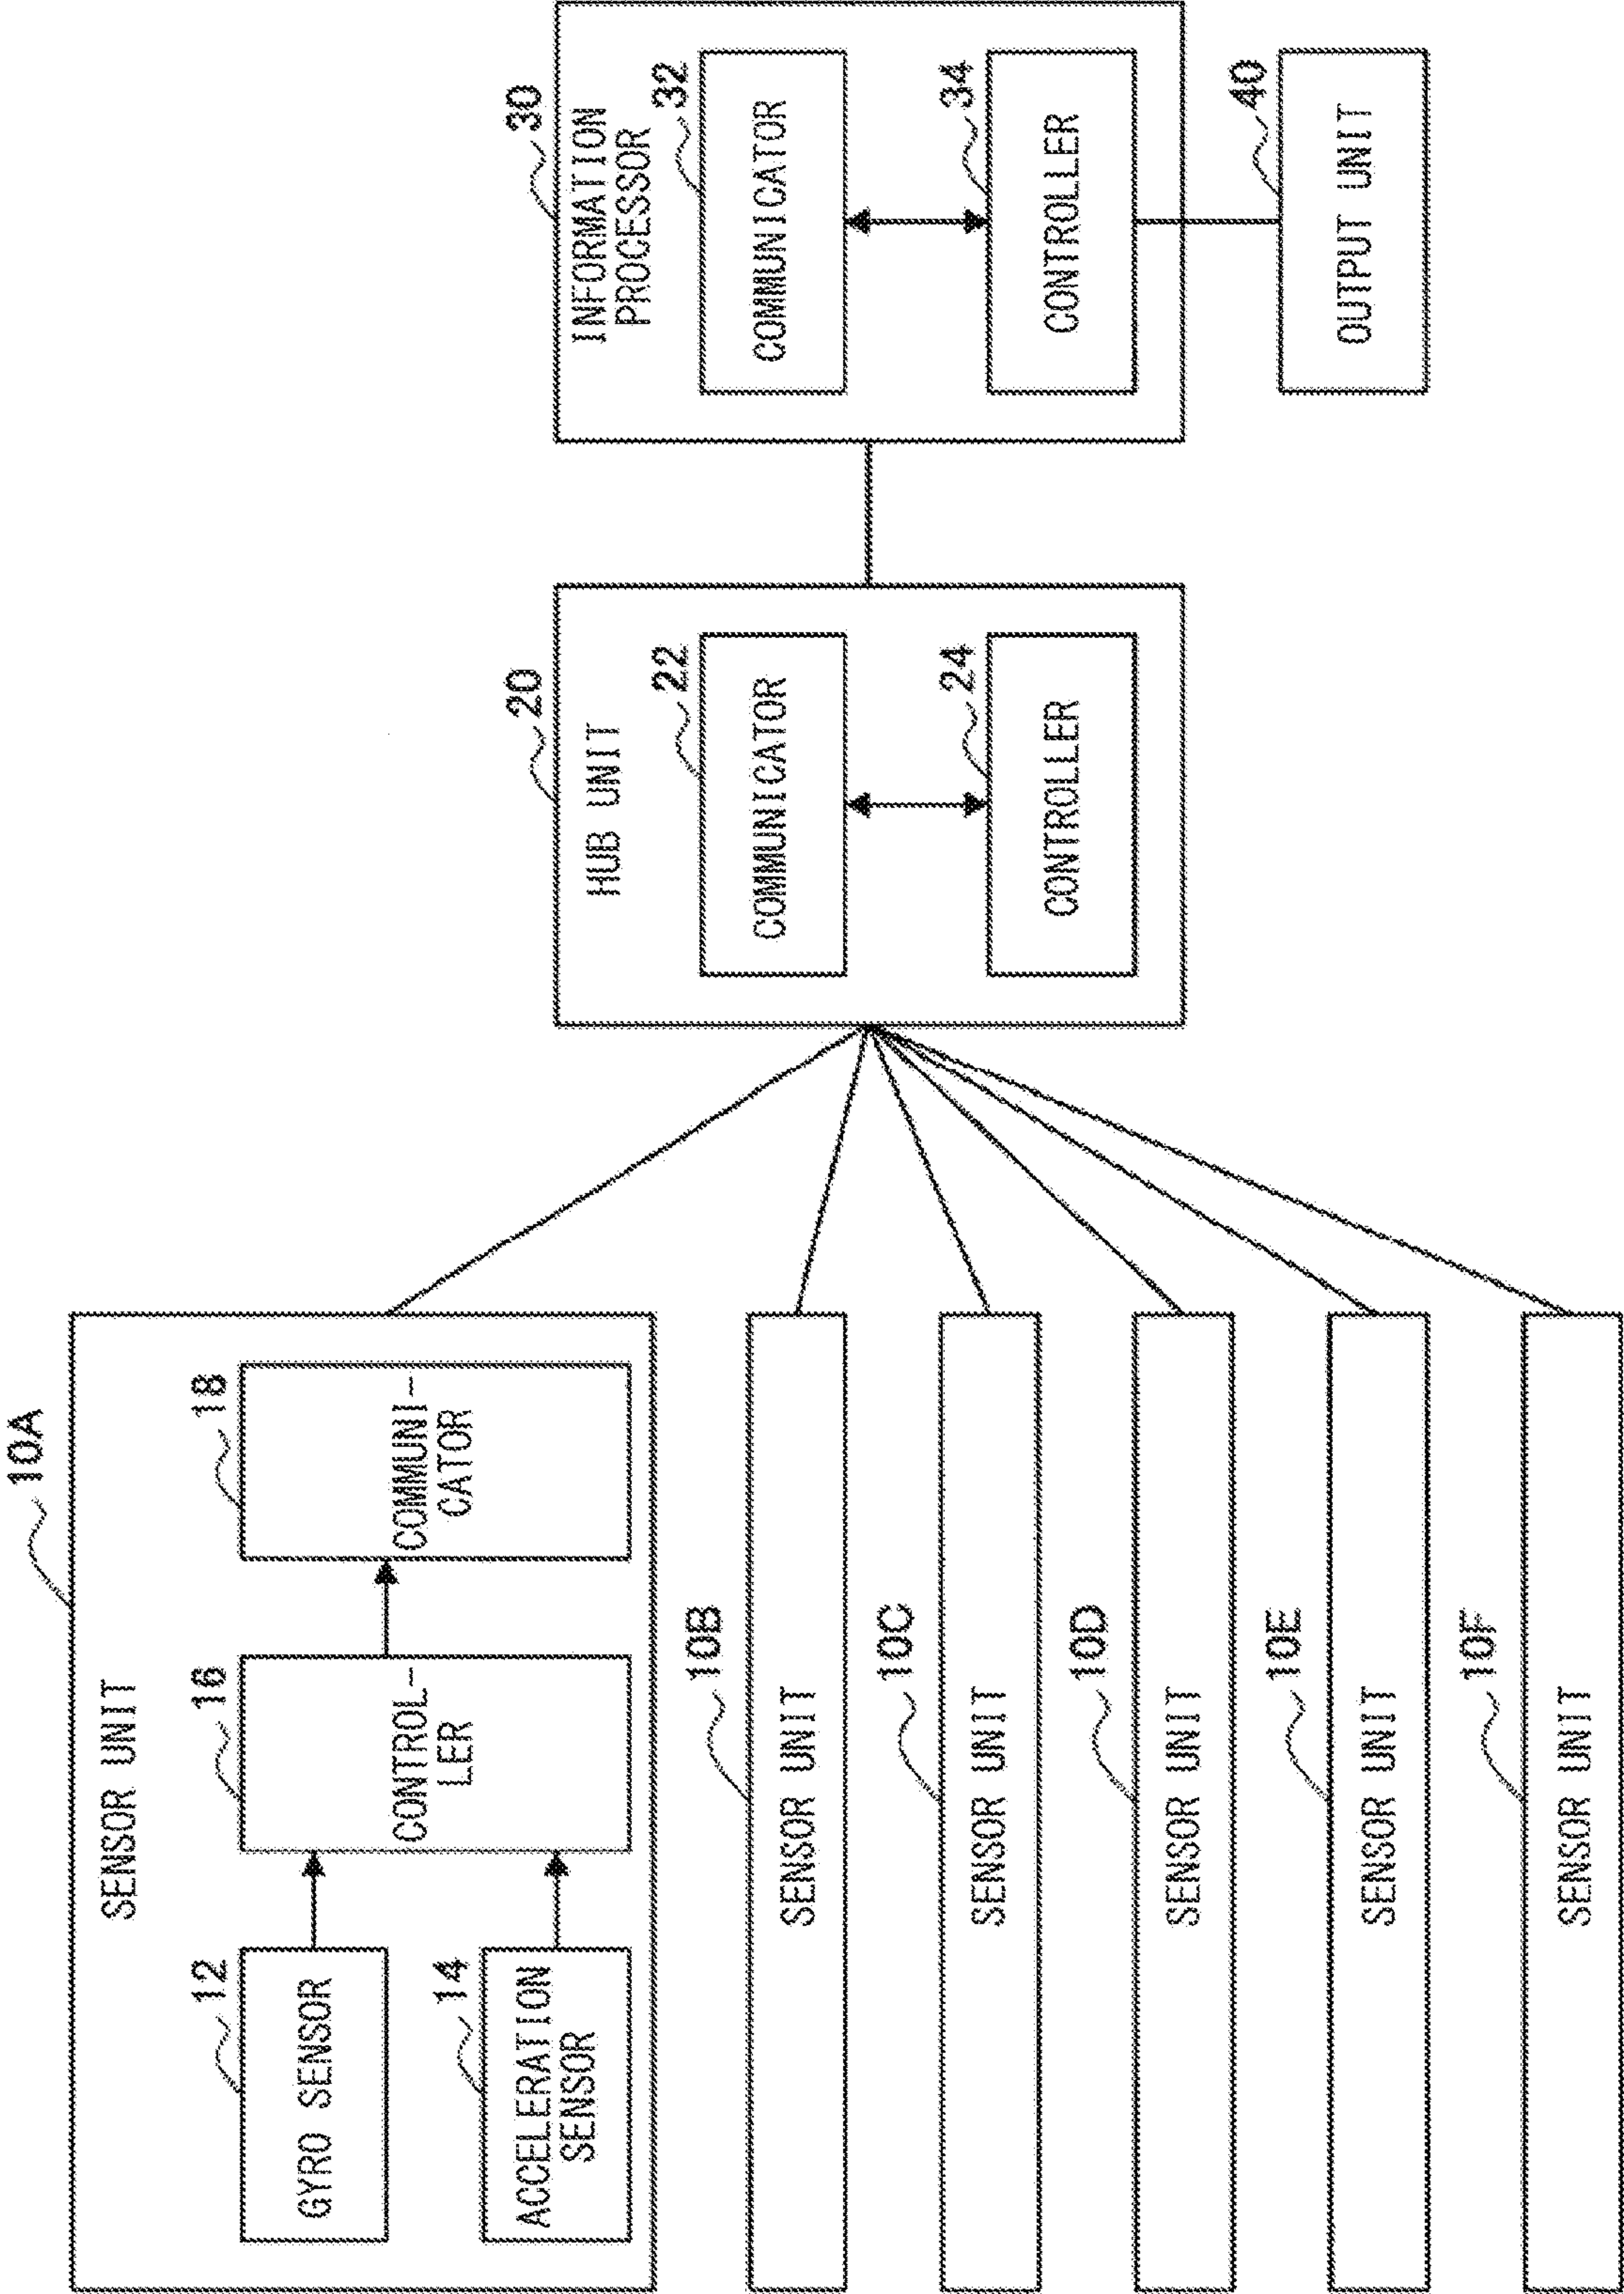 10A
SENSOR UNIT
12
GYRO SENSOR
14
ACCELERATION
SENSOR
16
CONTROL-
LER
18
COMMUNI-
CATOR
10B
SENSOR UNIT
10C
SENSOR UNIT
10D
SENSOR UNIT
10E
SENSOR UNIT
10F
SENSOR UNIT
20
HUB UNIT
22
COMMUNICATOR
24
CONTROLLER
30
INFORMATION
PROCESSOR
32
COMMUNICATOR
34
CONTROLLER
40
OUTPUT UNIT